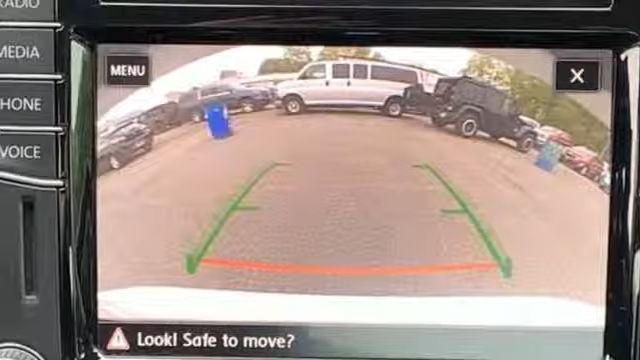 RADIO
MEDIA
PHONE
VOICE
MENU
X
Look! Safe to move?